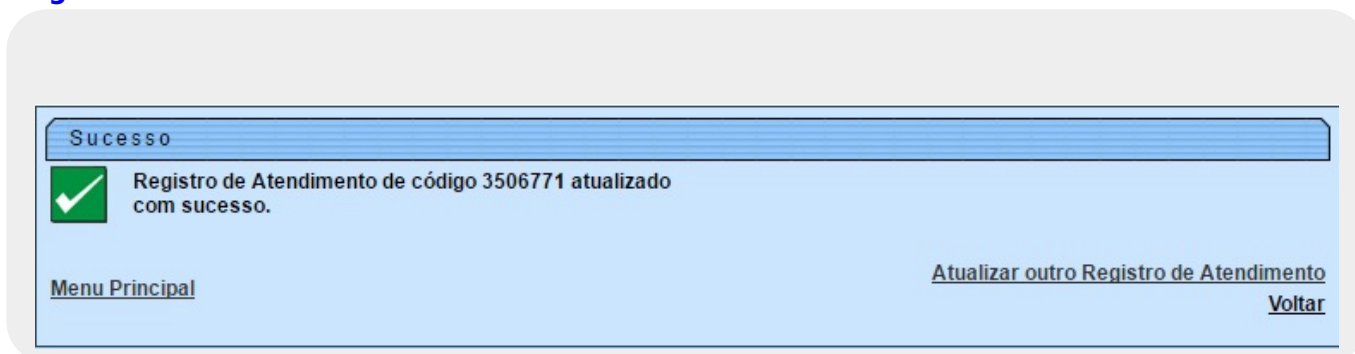 Sucesso
Registro de Atendimento de código 3506771 atualizado
com sucesso.
Atualizar outro Registro de Atendimento
Menu Principal
Voltar